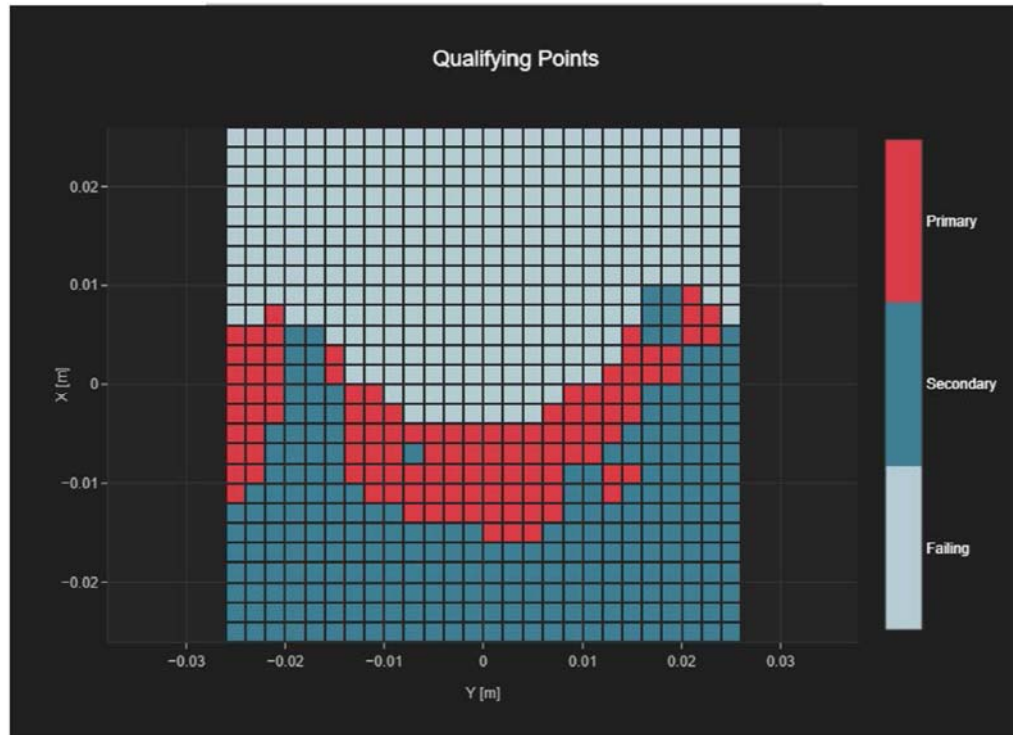 Qualifying Points
0.02
0.01
0
−0.01
−0.02
X [m]
−0.03
−0.02
−0.01
0
0.01
0.02
0.03
Y [m]
Primary
Secondary
Failing